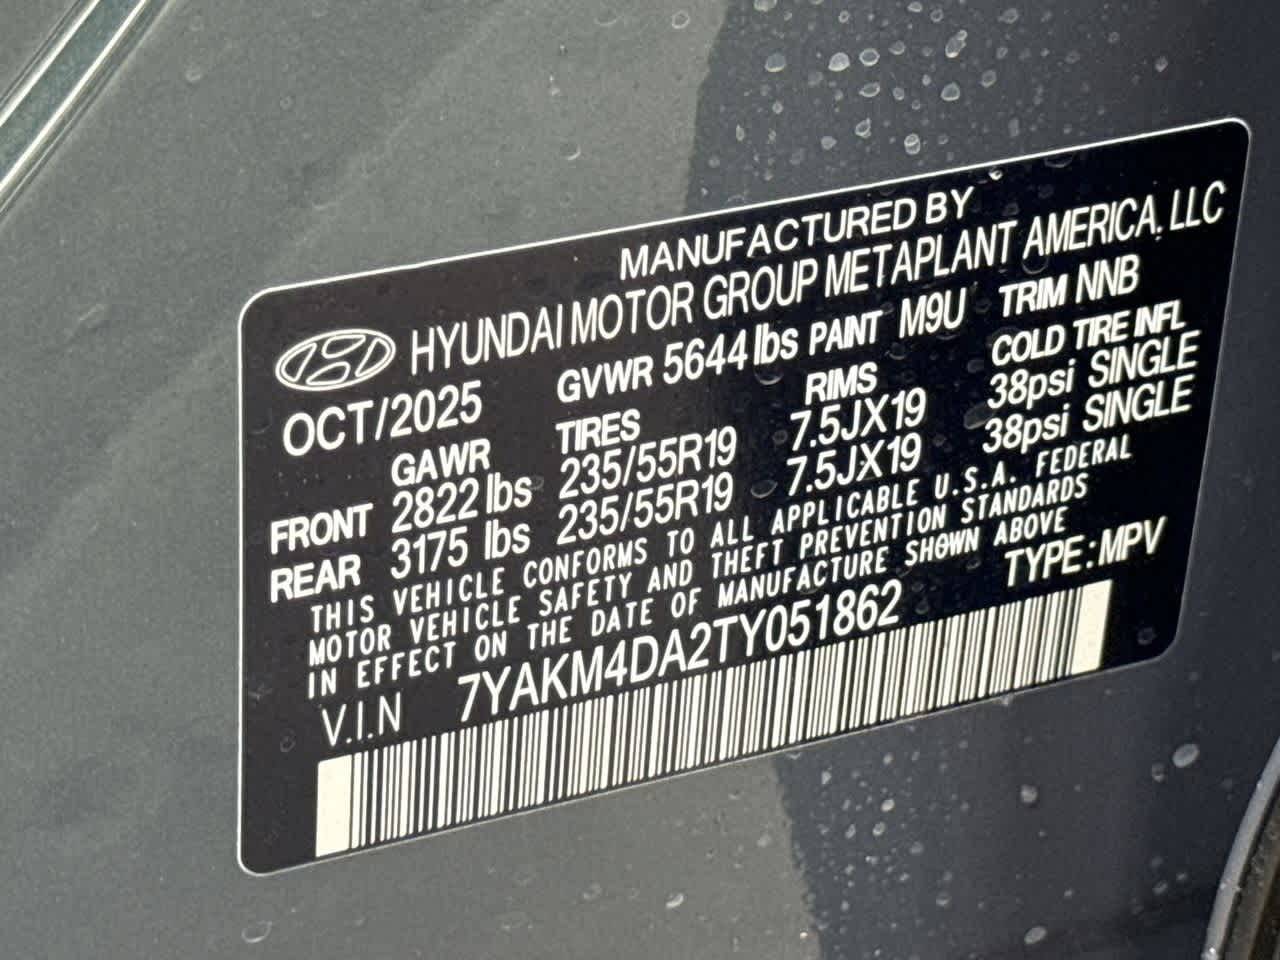 MANUFACTURED BY
HYUNDAI MOTOR GROUP METAPLANT AMERICA, LLC
OCT/2025 GVWR 5644 lbs PAINT M9U TRIM NNB
GAWR TIRES RIMS COLD TIRE INFL
FRONT 2822 lbs 235/55R19 7.5JX19 38psi SINGLE
REAR 3175 lbs 235/55R19 7.5JX19 38psi SINGLE
THIS VEHICLE CONFORMS TO ALL APPLICABLE U.S.A. FEDERAL
MOTOR VEHICLE SAFETY AND THEFT PREVENTION STANDARDS
IN EFFECT ON THE DATE OF MANUFACTURE SHOWN ABOVE
V.I.N 7YAKM4DA2TY051862 TYPE:MPV